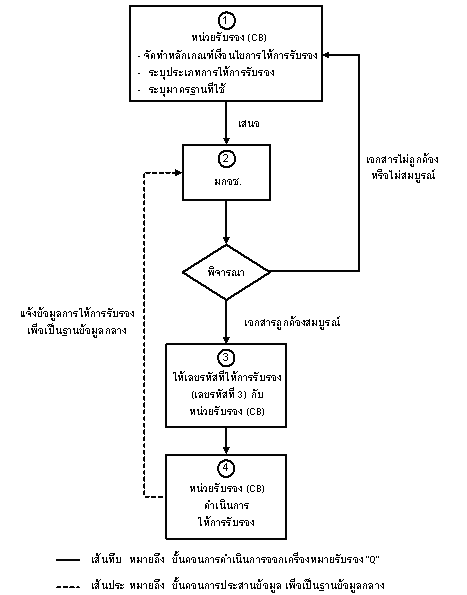 1
หน่วยรับรอง (CB)
- จัดทำหลักเกณฑ์เงื่อนไขการให้การรับรอง
- ระบุประเภทการให้การรับรอง
- ระบุมาตรฐานที่ใช้
เสนอ
2
มกอช.
เอกสารไม่ถูกต้อง
หรือไม่สมบูรณ์
พิจารณา
แจ้งข้อมูลการให้การรับรอง
เพื่อเป็นฐานข้อมูลกลาง
เอกสารถูกต้องสมบูรณ์
3
ให้เลขรหัสที่ให้การรับรอง
(เลขรหัสที่ 3) กับ
หน่วยรับรอง (CB)
4
หน่วยรับรอง (CB)
ดำเนินการ
ให้การรับรอง
เส้นทึบ หมายถึง ขั้นตอนการดำเนินการออกเครื่องหมายรับรอง "Q"
เส้นประ หมายถึง ขั้นตอนการประสานข้อมูล เพื่อเป็นฐานข้อมูลกลาง